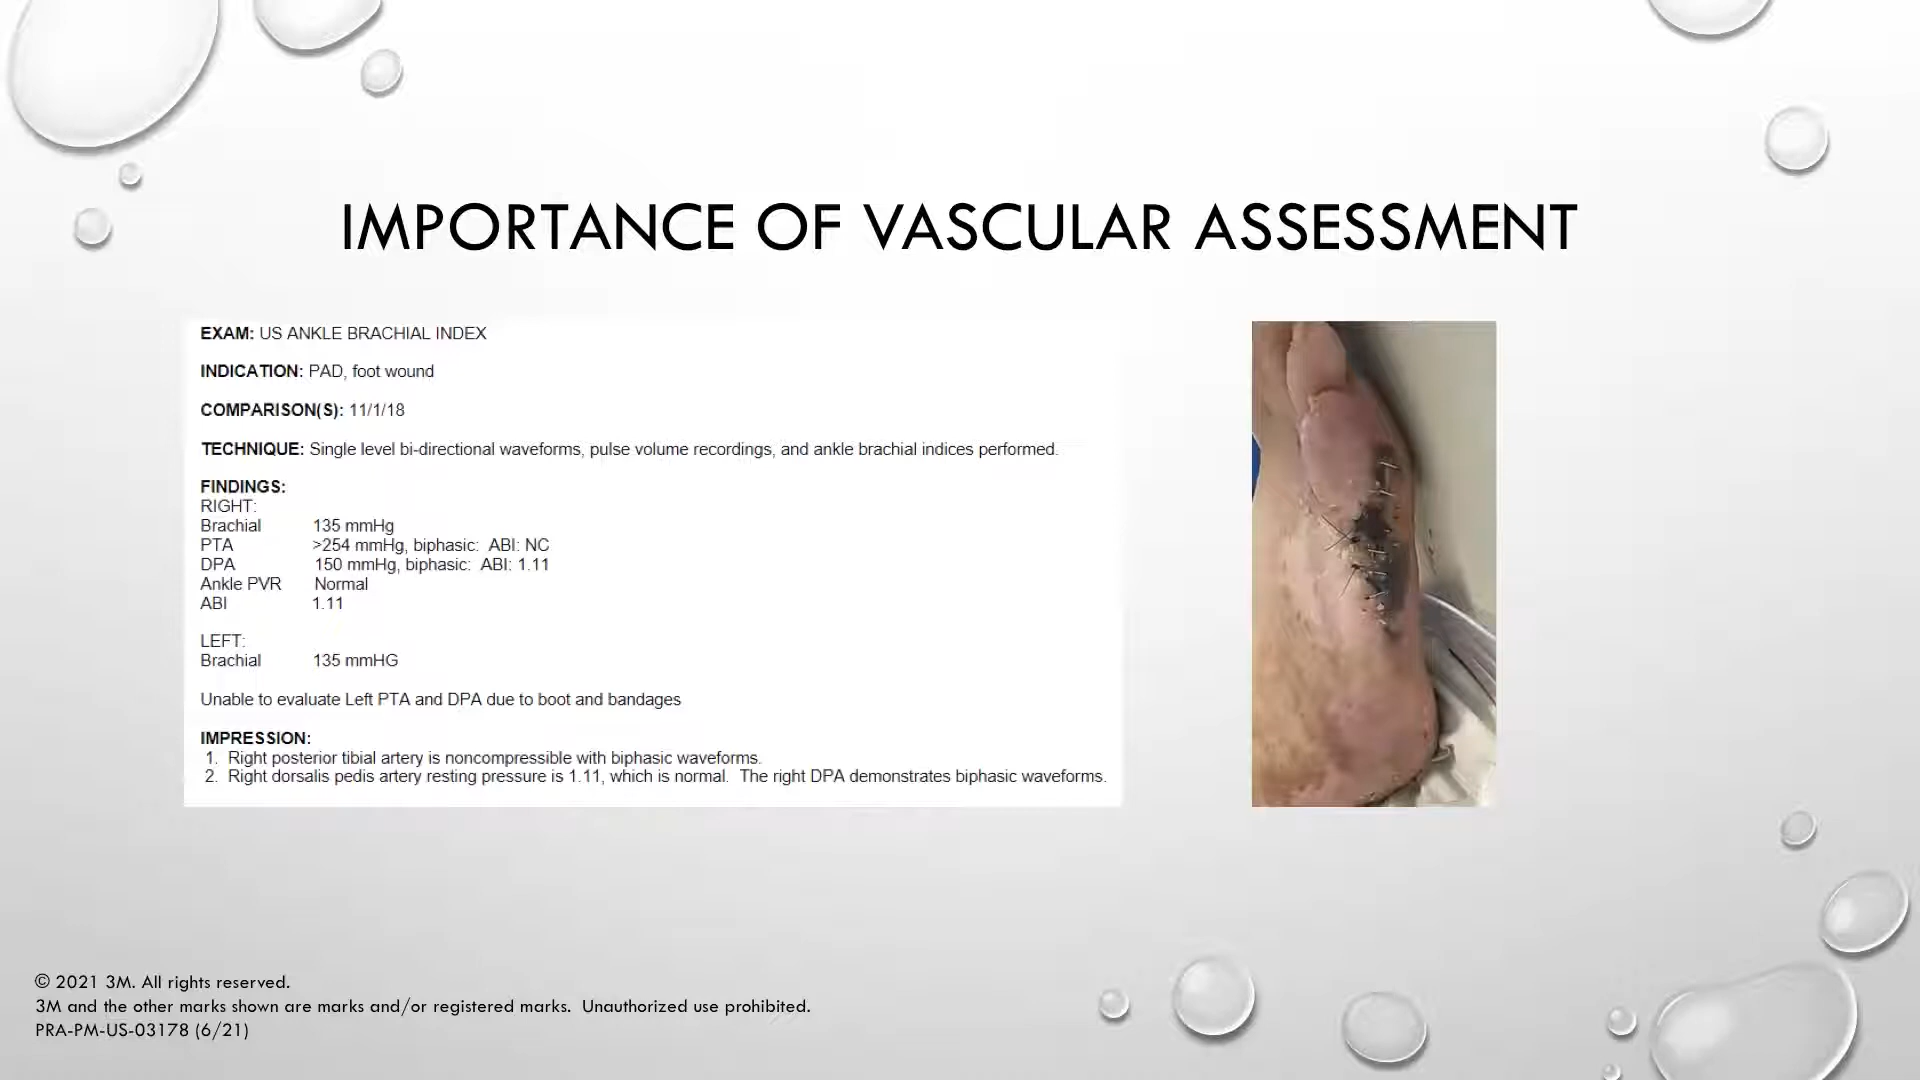 IMPORTANCE OF VASCULAR ASSESSMENT
EXAM: US ANKLE BRACHIAL INDEX
INDICATION: PAD, foot wound
COMPARISON(S): 11/1/18
TECHNIQUE: Single level bi-directional waveforms, pulse volume recordings, and ankle brachial indices performed.
FINDINGS:
RIGHT:
Brachial 135 mmHg
PTA >254 mmHg, biphasic: ABI: NC
DPA 150 mmHg, biphasic: ABI: 1.11
Ankle PVR Normal
ABI 1.11
LEFT:
Brachial 135 mmHG
Unable to evaluate Left PTA and DPA due to boot and bandages
IMPRESSION:
1. Right posterior tibial artery is noncompressible with biphasic waveforms.
2. Right dorsalis pedis artery resting pressure is 1.11, which is normal. The right DPA demonstrates biphasic waveforms.
© 2021 3M. All rights reserved.
3M and the other marks shown are marks and/or registered marks. Unauthorized use prohibited.
PRA-PM-US-03178 (6/21)